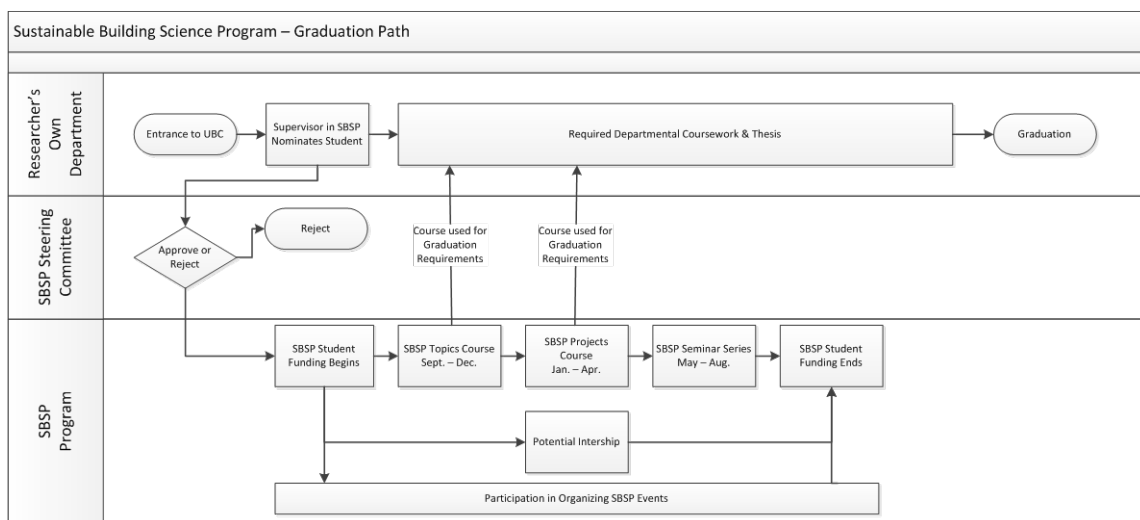 Sustainable Building Science Program – Graduation Path
Researcher's
Own
Department
Entrance to UBC
Supervisor in SBSP
Nominates Student
Required Departmental Coursework & Thesis
Graduation
SBSP Steering
Committee
Approve or
Reject
Reject
Course used for
Graduation
Requirements
Course used for
Graduation
Requirements
SBSP
Program
SBSP Student
Funding Begins
SBSP Topics Course
Sept. – Dec.
SBSP Projects
Course
Jan. – Apr.
SBSP Seminar Series
May – Aug.
SBSP Student
Funding Ends
Potential Intership
Participation in Organizing SBSP Events